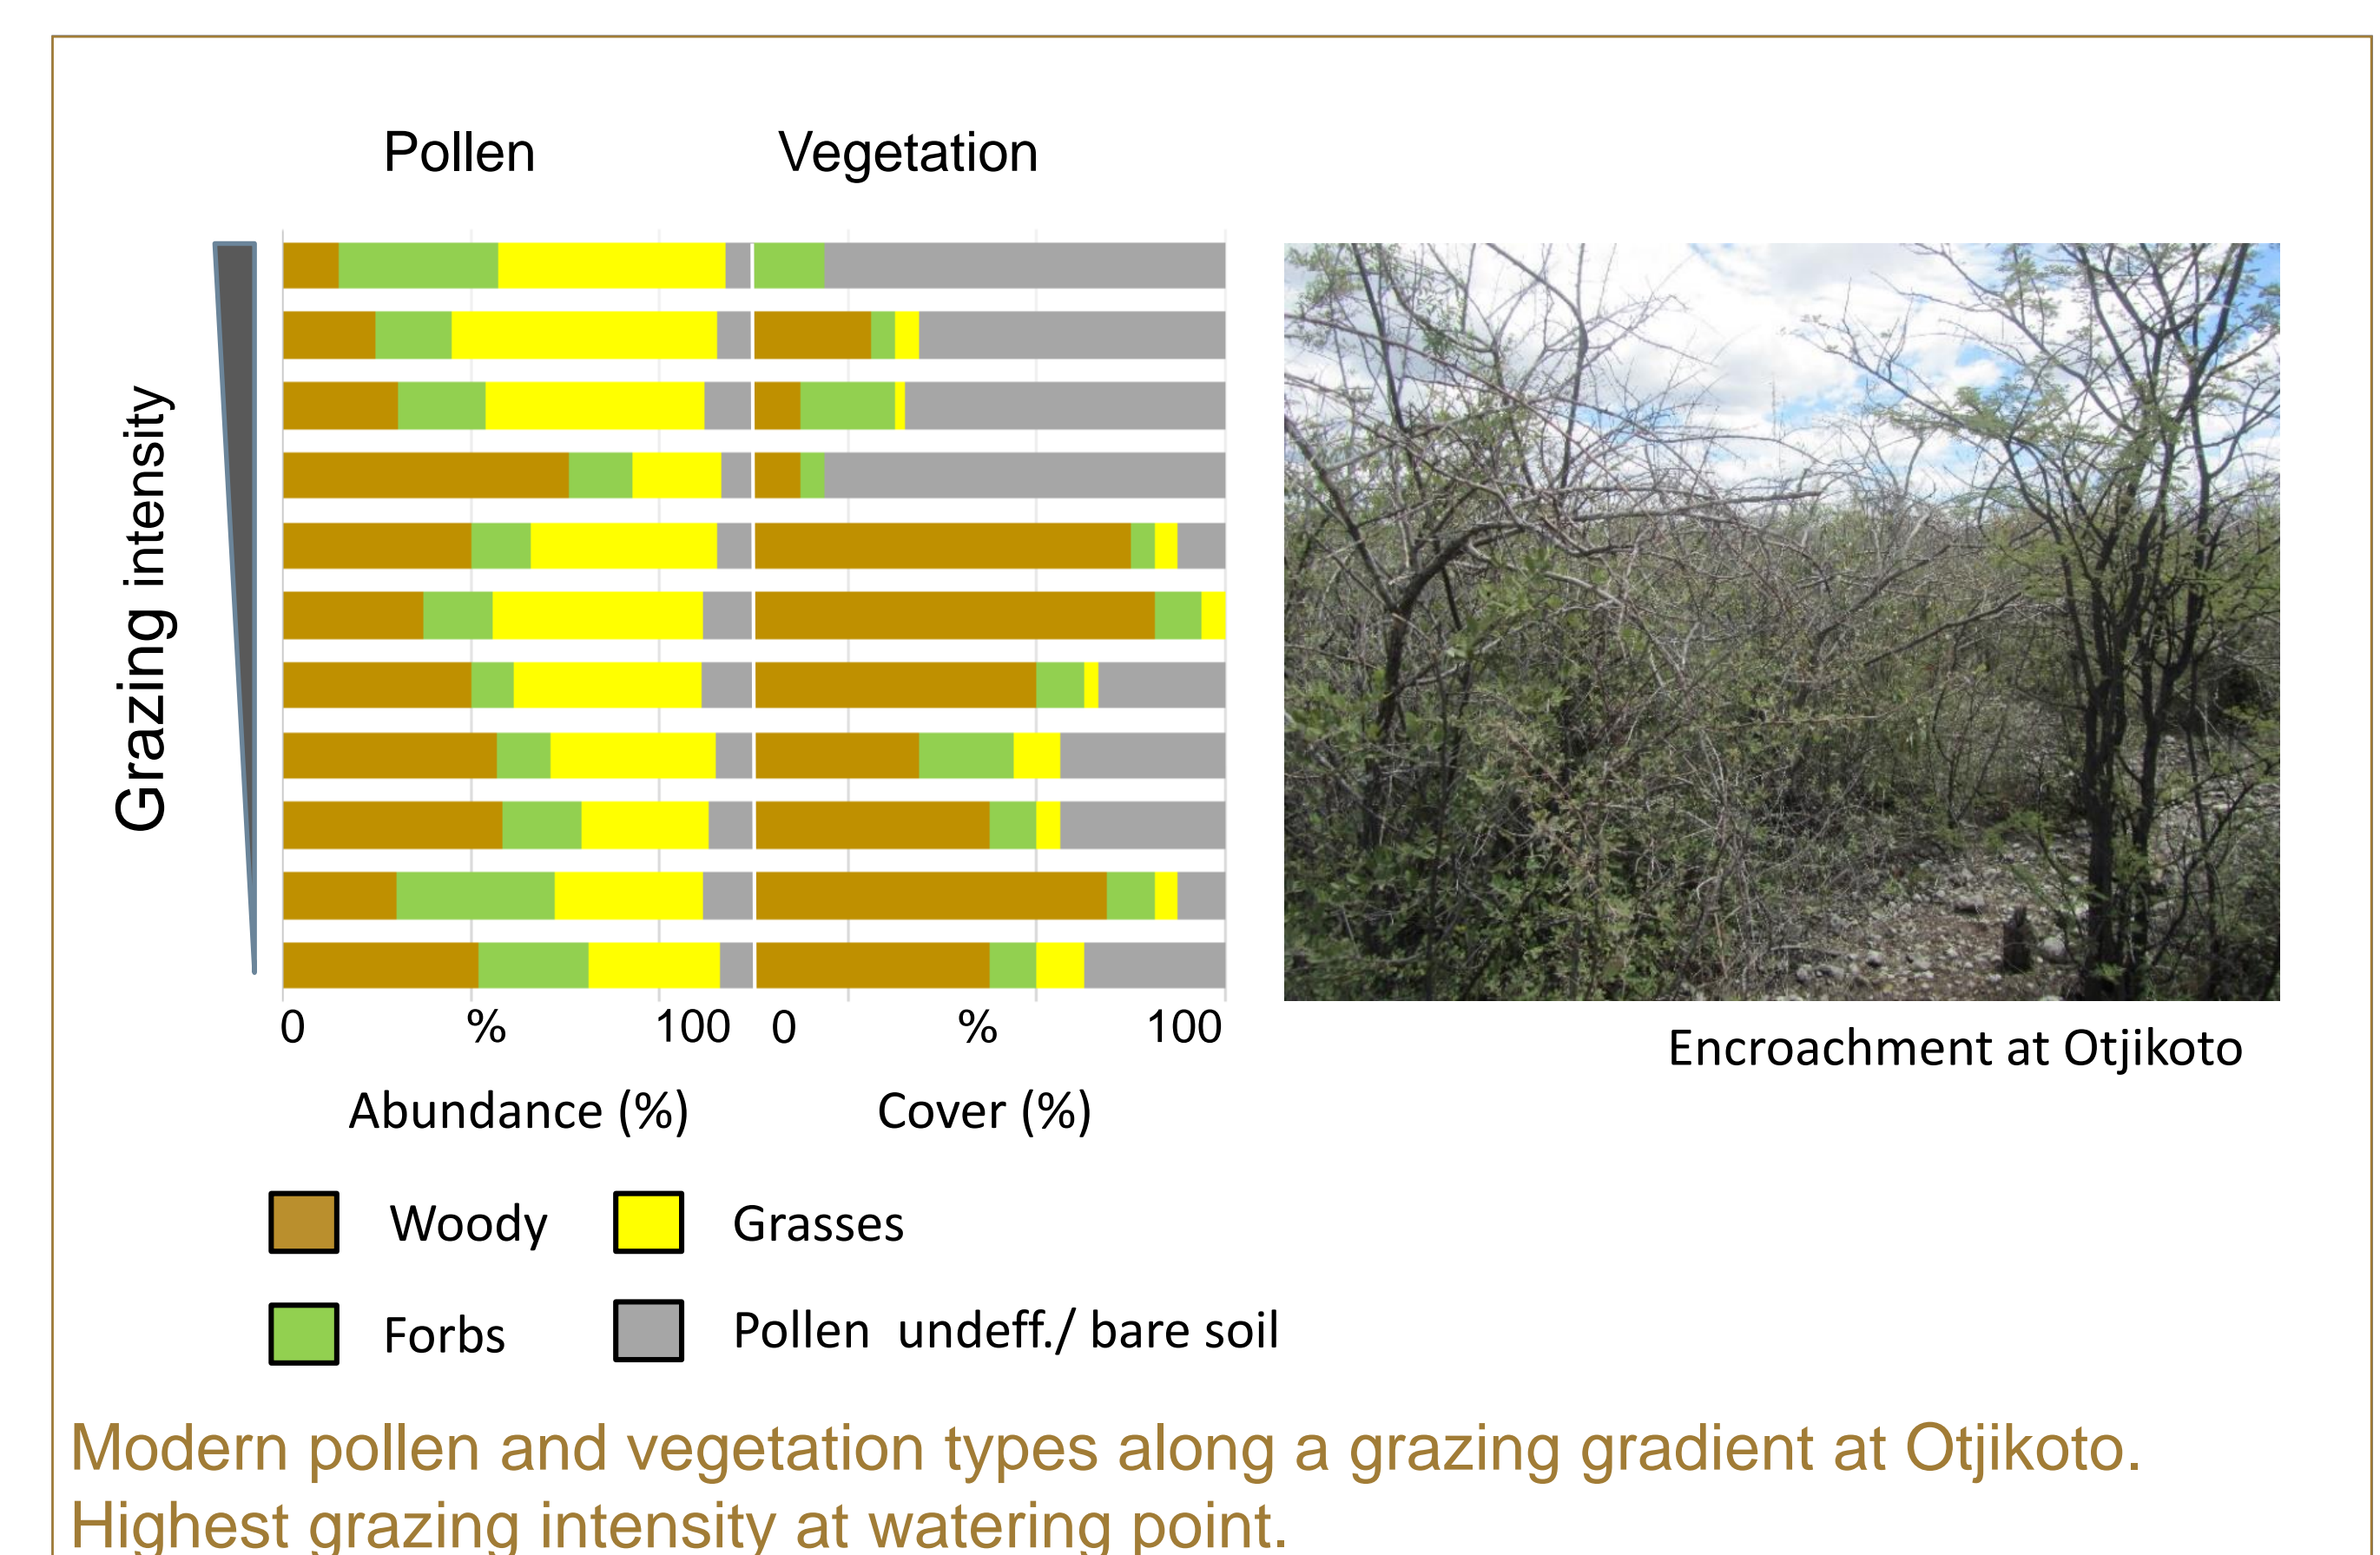 Pollen Vegetation
Grazing intensity
0 % 100 0 % 100
Abundance (%) Cover (%)
Encroachment at Otjikoto
Woody Grasses
Forbs Pollen undeff./ bare soil
Modern pollen and vegetation types along a grazing gradient at Otjikoto.
Highest grazing intensity at watering point.